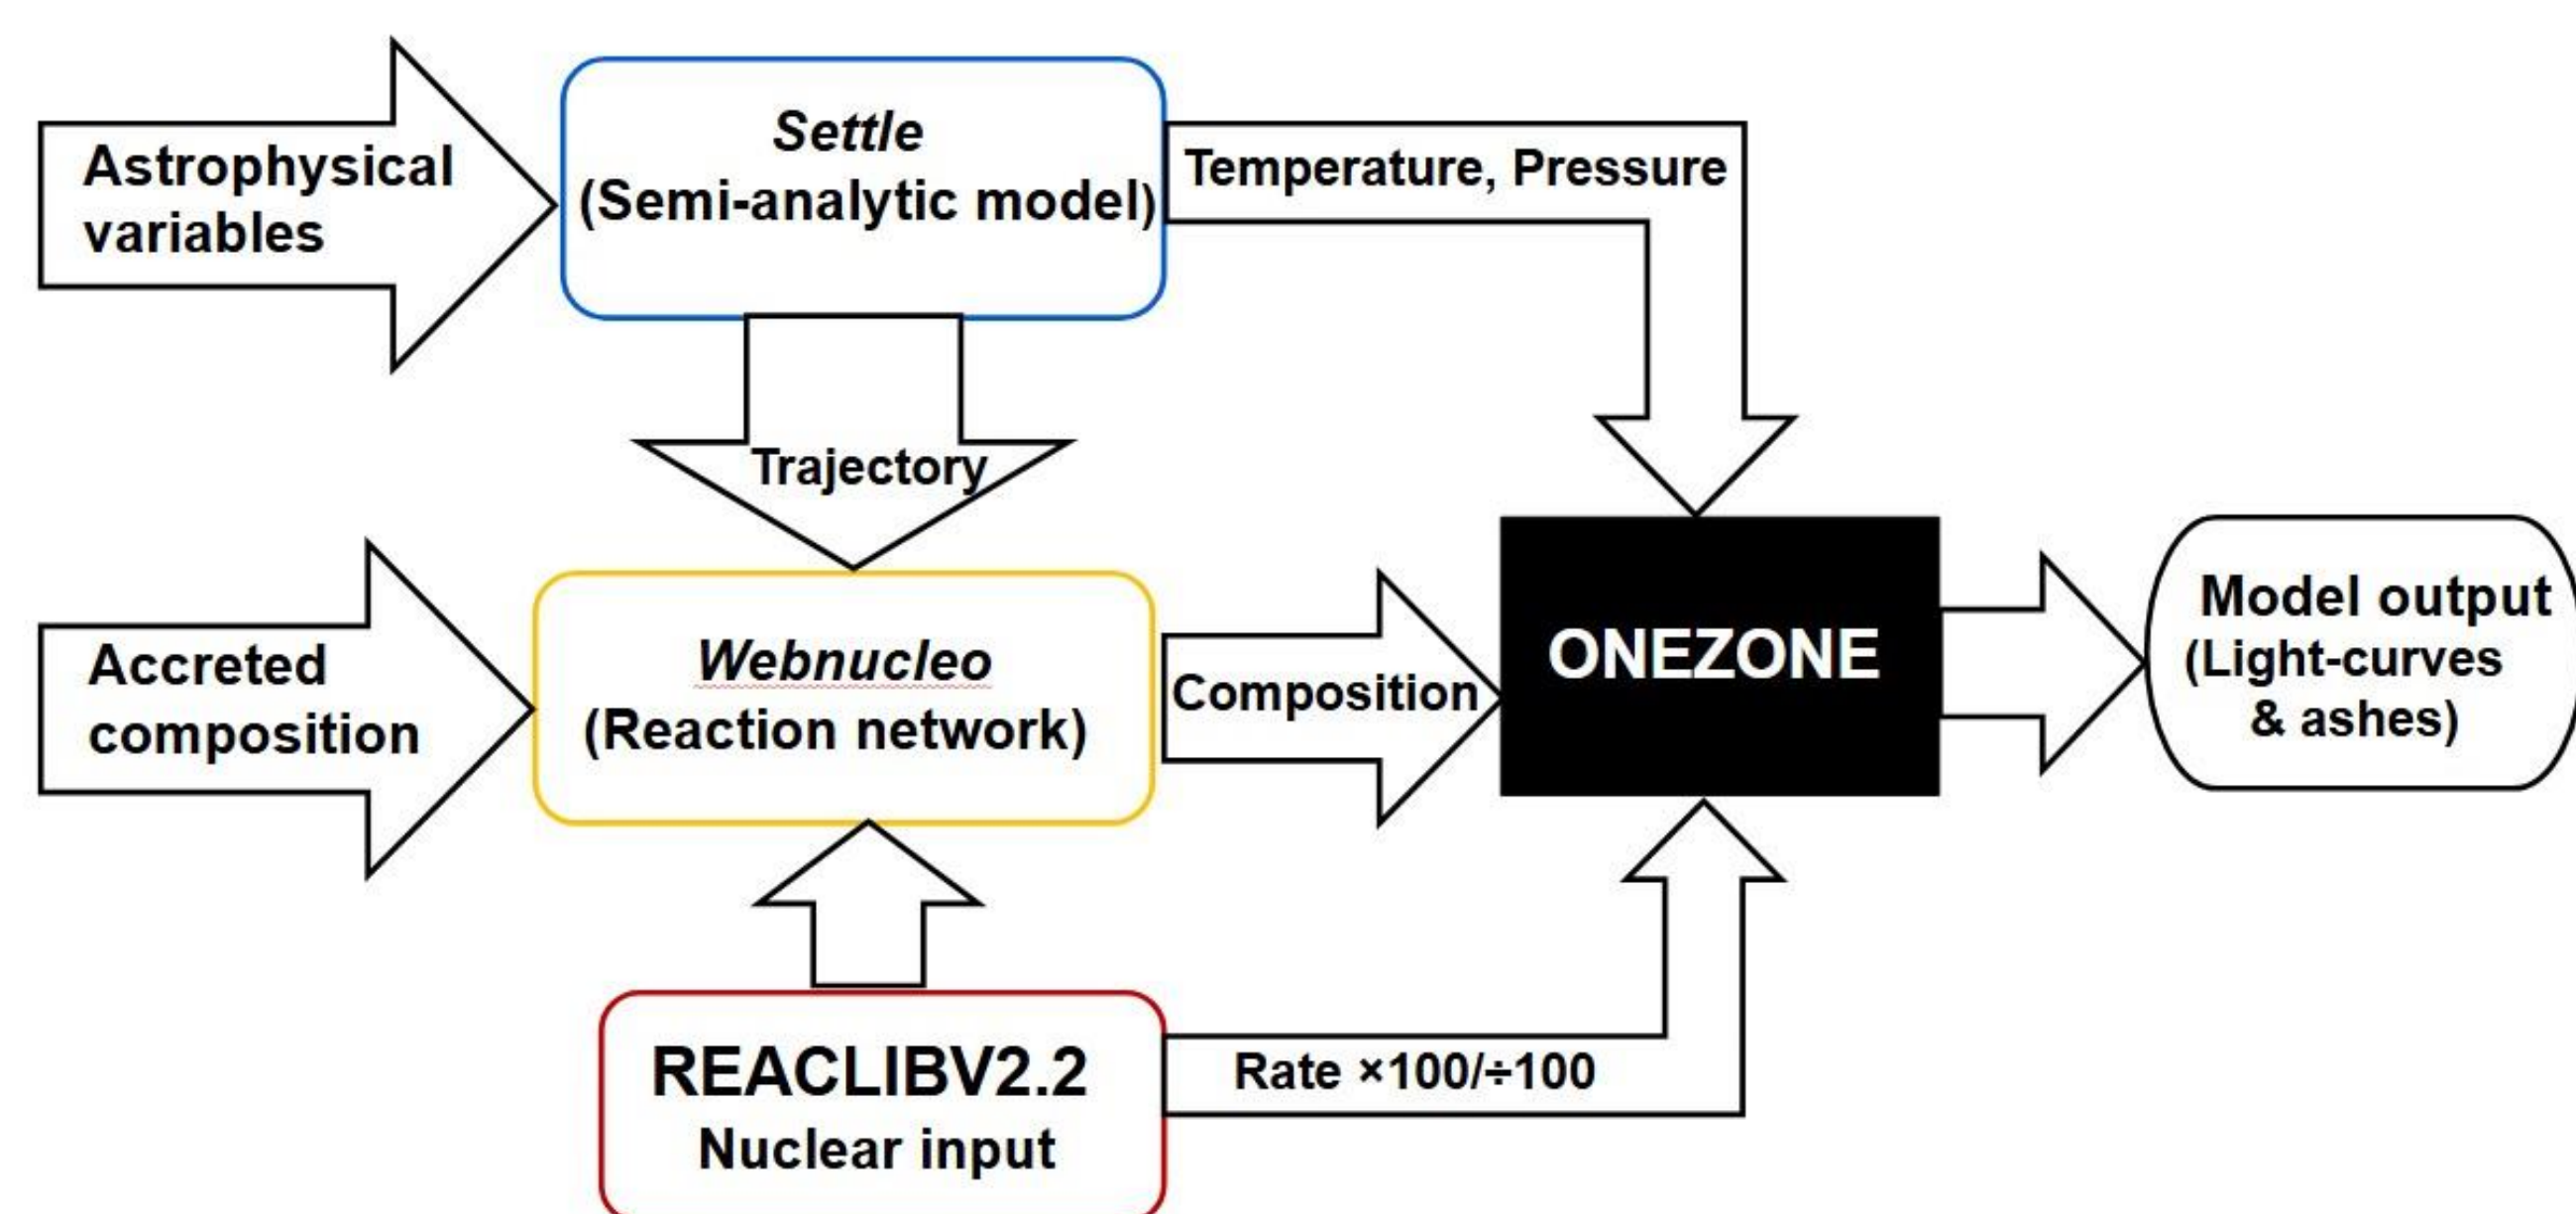 Astrophysical
variables
Settle
(Semi-analytic model)
Temperature, Pressure
Trajectory
Accreted
composition
Webnucleo
(Reaction network)
Composition
ONEZONE
Model output
(Light-curves
& ashes)
REACLIBV2.2
Nuclear input
Rate ×100/÷100